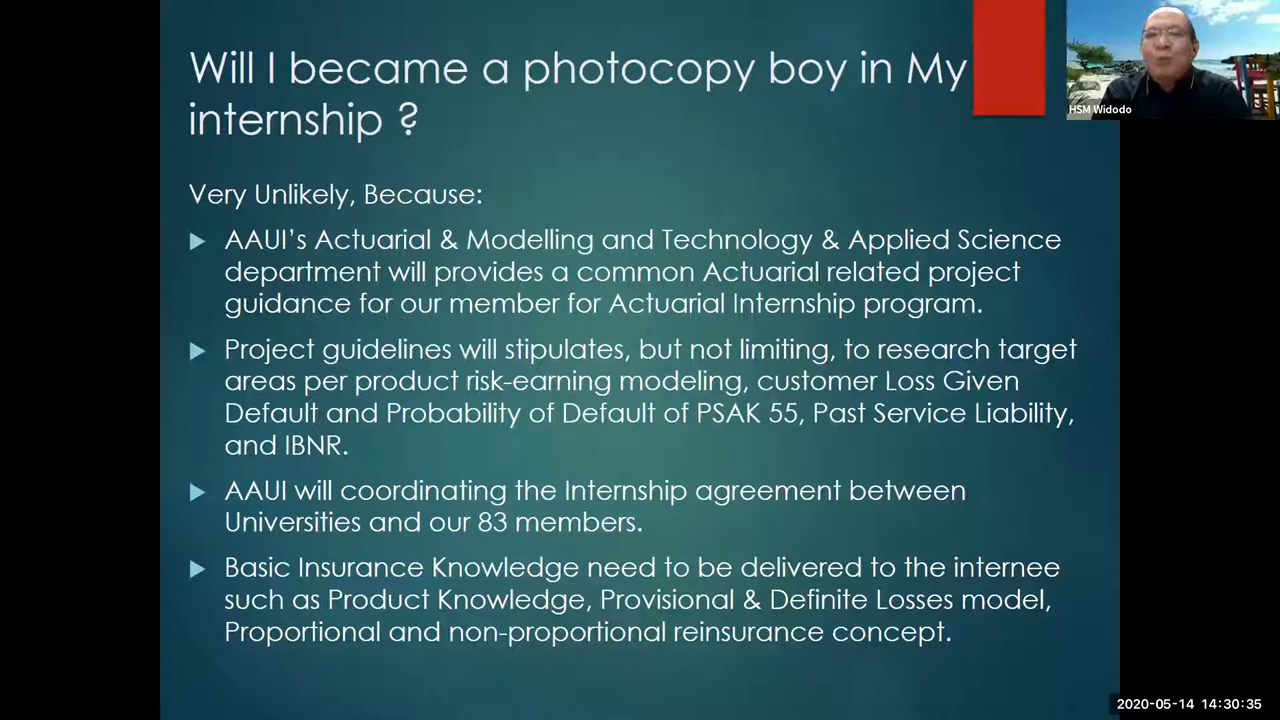 Will I became a photocopy boy in My
internship ?
HSM Widodo
Very Unlikely, Because:
AAUI’s Actuarial & Modelling and Technology & Applied Science
department will provides a common Actuarial related project
guidance for our member for Actuarial Internship program.
Project guidelines will stipulates, but not limiting, to research target
areas per product risk-earning modeling, customer Loss Given
Default and Probability of Default of PSAK 55, Past Service Liability,
and IBNR.
AAUI will coordinating the Internship agreement between
Universities and our 83 members.
Basic Insurance Knowledge need to be delivered to the internee
such as Product Knowledge, Provisional & Definite Losses model,
Proportional and non-proportional reinsurance concept.
2020-05-14 14:30:35